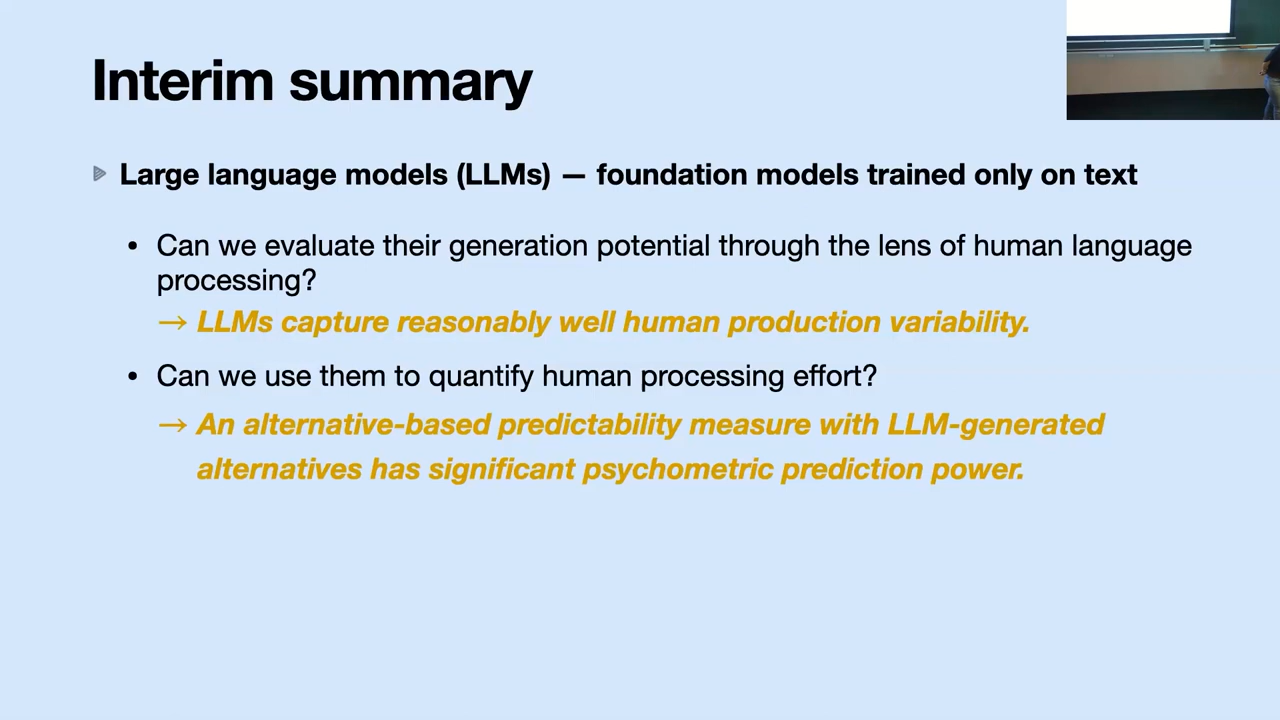 Interim summary
Large language models (LLMs) — foundation models trained only on text
• Can we evaluate their generation potential through the lens of human language
processing?
→ LLMs capture reasonably well human production variability.
• Can we use them to quantify human processing effort?
→ An alternative-based predictability measure with LLM-generated
alternatives has significant psychometric prediction power.